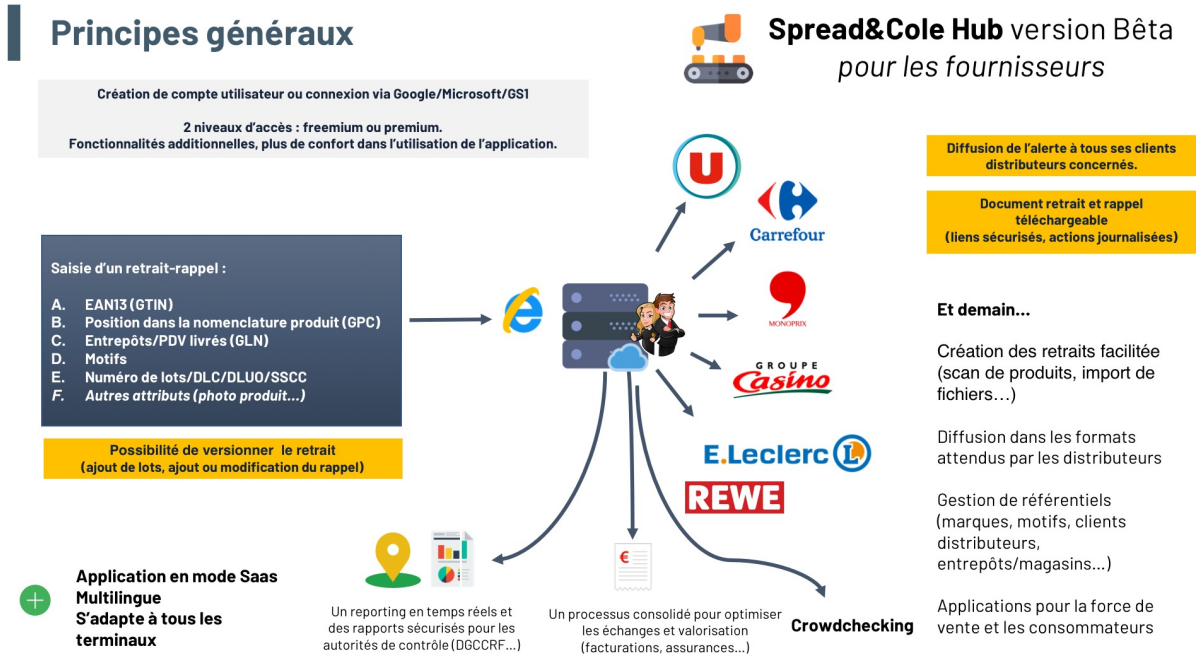 Principes généraux
Spread&Cole Hub version Bêta
pour les fournisseurs
Création de compte utilisateur ou connexion via Google/Microsoft/GS1
2 niveaux d'accès : freemium ou premium.
Fonctionnalités additionnelles, plus de confort dans l'utilisation de l'application.
Saisie d'un retrait-rappel :
A. EAN13 (GTIN)
B. Position dans la nomenclature produit (GPC)
C. Entrepôts/PDV livrés (GLN)
D. Motifs
E. Numéro de lots/DLC/DLUO/SSCC
F. Autres attributs (photo produit...)
Possibilité de versionner le retrait
(ajout de lots, ajout ou modification du rappel)
U
Carrefour
MONOPRIX
GROUPE
Casino
E.Leclerc L
REWE
Diffusion de l'alerte à tous ses clients
distributeurs concernés.
Document retrait et rappel
téléchargeable
(liens sécurisés, actions journalisées)
Et demain...
Création des retraits facilitée
(scan de produits, import de
fichiers...)
Diffusion dans les formats
attendus par les distributeurs
Gestion de référentiels
(marques, motifs, clients
distributeurs,
entrepôts/magasins...)
Applications pour la force de
vente et les consommateurs
Application en mode Saas
Multilingue
S'adapte à tous les
terminaux
Un reporting en temps réels et
des rapports sécurisés pour les
autorités de contrôle (DGCCRF...)
€
Un processus consolidé pour optimiser
les échanges et valorisation
(facturations, assurances...)
Crowdchecking